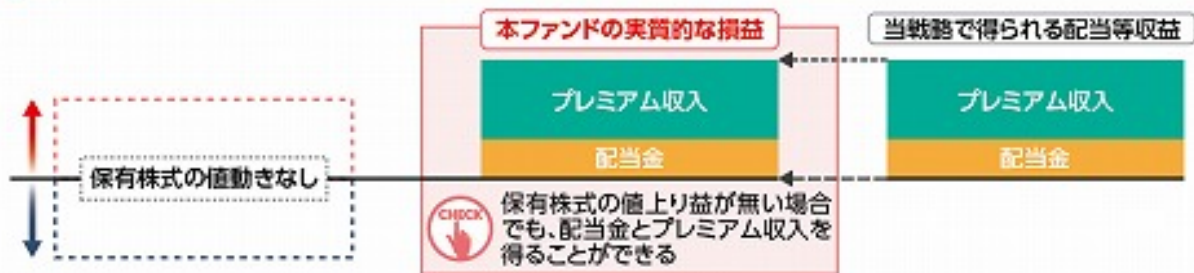 本ファンドの実質的な損益
当戦略で得られる配当等収益
プレミアム収入
プレミアム収入
配当金
配当金
保有株式の値動きなし
CHECK
保有株式の値上り益が無い場合
でも、配当金とプレミアム収入を
得ることができる